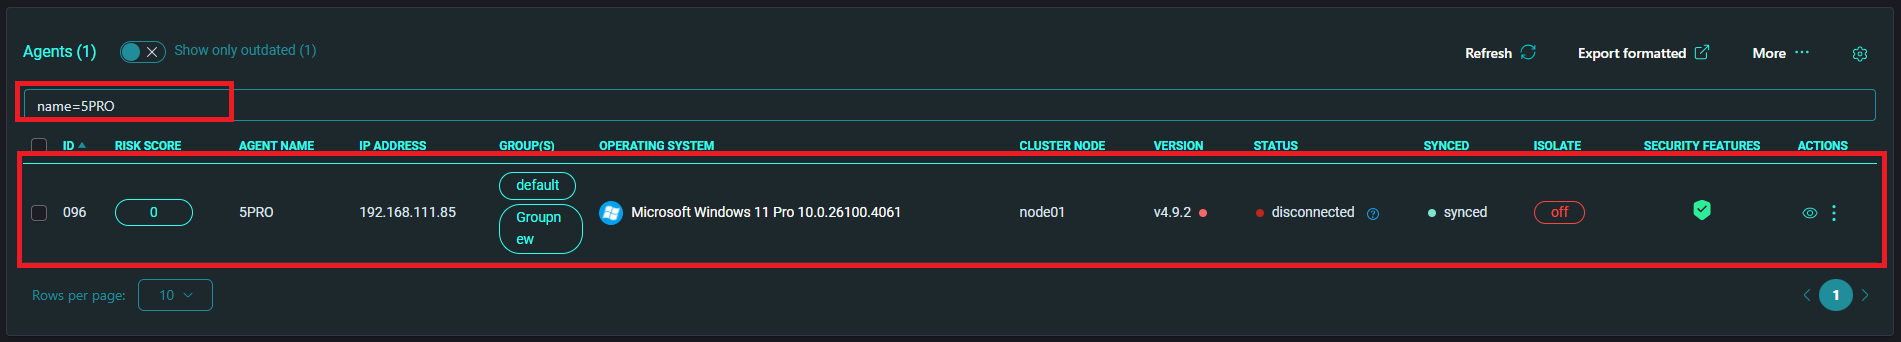 Agents (1)
Show only outdated (1)
Refresh
Export formatted
More
name=5PRO
ID RISK SCORE AGENT NAME IP ADDRESS GROUP(S) OPERATING SYSTEM CLUSTER NODE VERSION STATUS SYNCED ISOLATE SECURITY FEATURES ACTIONS
096 0 5PRO 192.168.111.85 default Microsoft Windows 11 Pro 10.0.26100.4061 node01 v4.9.2 disconnected synced off
Groupn
ew
Rows per page: 10
1